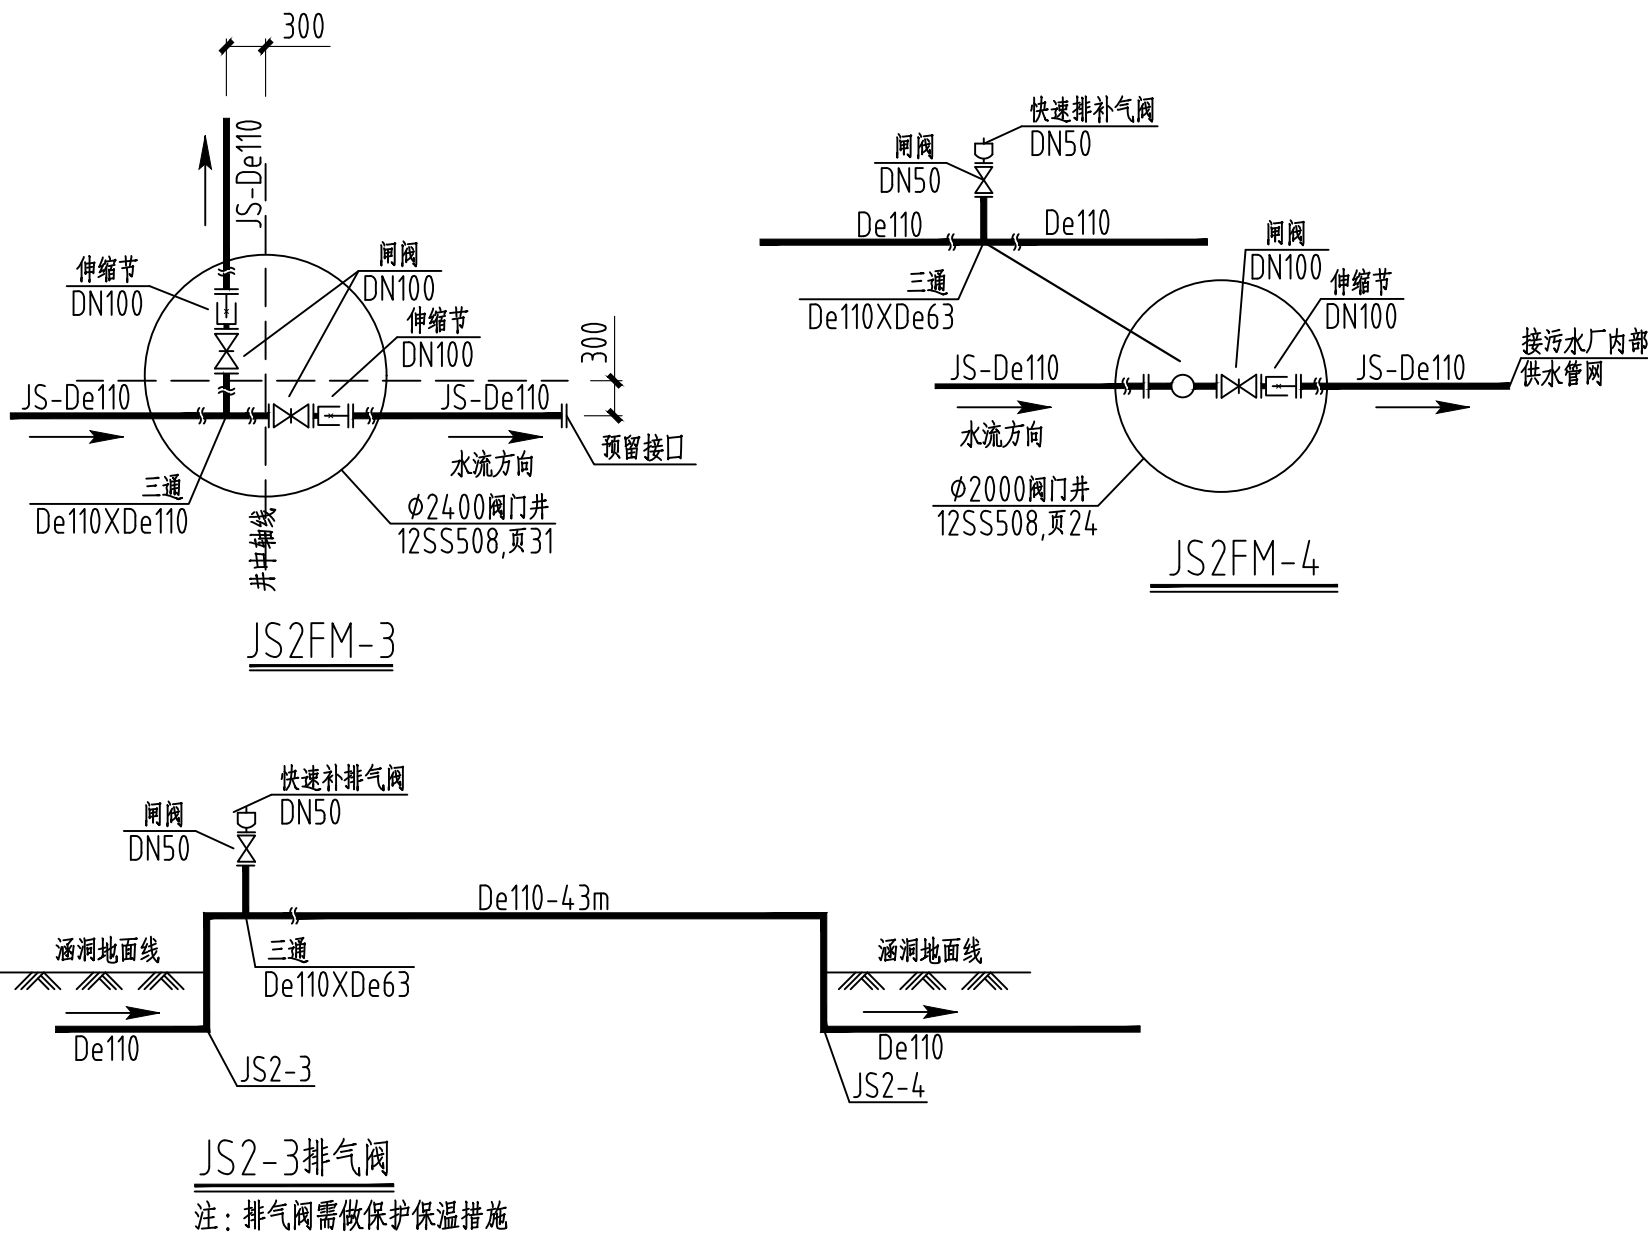 300
JS-De110
伸缩节
DN100
闸阀
DN100
伸缩节
DN100
300
JS-De110
JS-De110
水流方向
预留接口
三通
De110XDe110
井中轴线
ϕ2400阀门井
12SS508,页31
JS2FM-3
快速排补气阀
DN50
闸阀
DN50
De110
De110
三通
De110XDe63
闸阀
DN100
伸缩节
DN100
JS-De110
JS-De110
接污水厂内部
供水管网
水流方向
ϕ2000阀门井
12SS508,页24
JS2FM-4
快速补排气阀
DN50
闸阀
DN50
De110-43m
涵洞地面线
三通
De110XDe63
涵洞地面线
De110
JS2-3
De110
JS2-4
JS2-3排气阀
注：排气阀需做保护保温措施